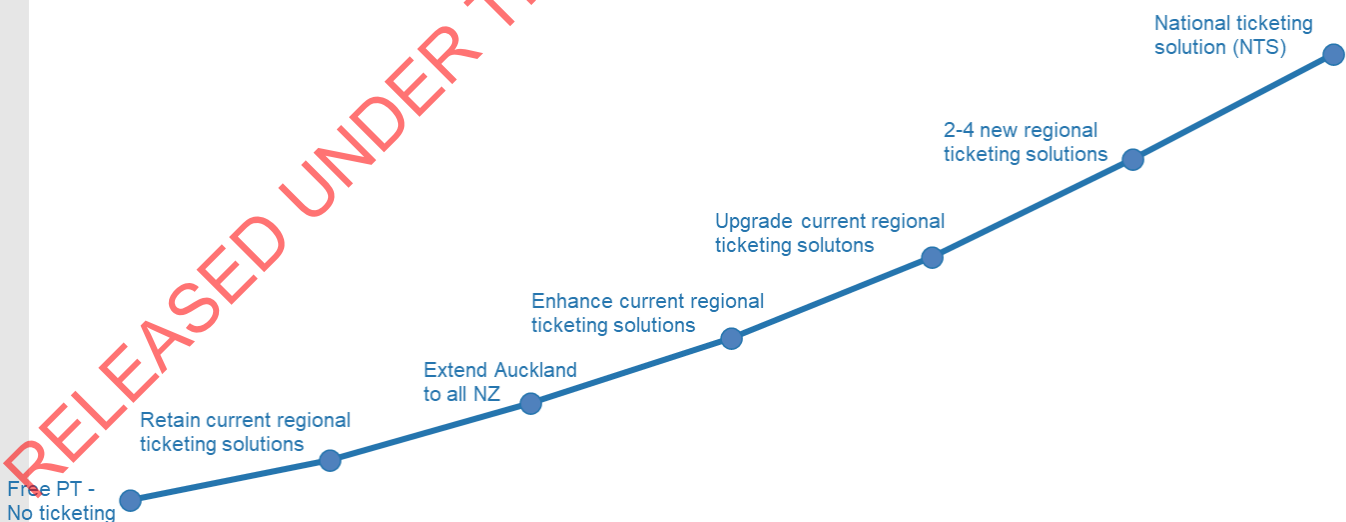 National ticketing
solution (NTS)
2-4 new regional
ticketing solutions
Upgrade current regional
ticketing solutons
Enhance current regional
ticketing solutions
Extend Auckland
to all NZ
Retain current regional
ticketing solutions
Free PT -
No ticketing
RELEASED UNDER